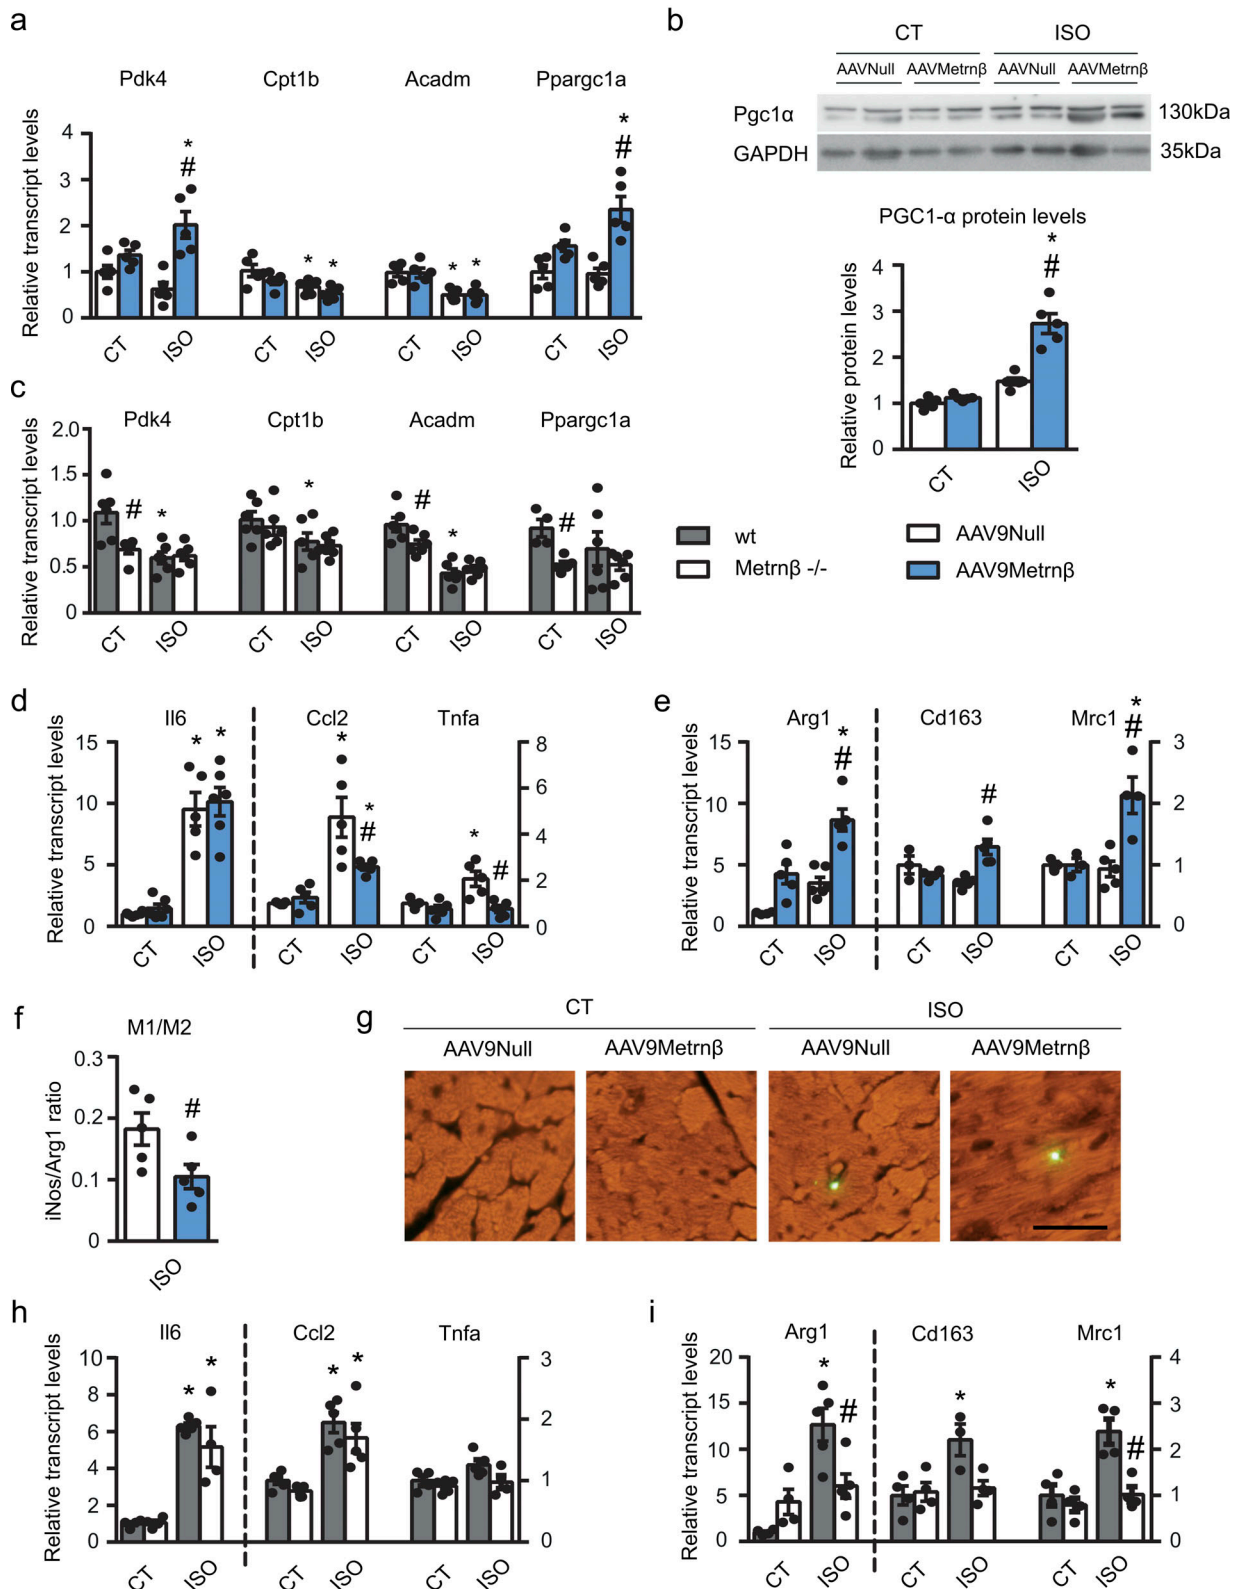 a
Pdk4 Cpt1b Acadm Ppargc1a
Relative transcript levels
4
3
2
1
0
* # * * * * * #
CT ISO CT ISO CT ISO CT ISO
b
CT ISO
AAVNull AAVMetrnβ AAVNull AAVMetrnβ
Pgc1α 130kDa
GAPDH 35kDa
PGC1-α protein levels
Relative protein levels
4
3
2
1
0
*
#
CT ISO
c
Pdk4 Cpt1b Acadm Ppargc1a
Relative transcript levels
2.0
1.5
1.0
0.5
0
# * * # * #
CT ISO CT ISO CT ISO CT ISO
wt AAV9Null
Metrnβ -/- AAV9Metrnβ
d
Il6 Ccl2 Tnfa
Relative transcript levels
15
10
5
0
8
6
4
2
0
* * * * # * #
CT ISO CT ISO CT ISO
e
Arg1 Cd163 Mrc1
Relative transcript levels
15
10
5
0
3
2
1
0
* # # * #
CT ISO CT ISO CT ISO
f
M1/M2
iNos/Arg1 ratio
0.3
0.2
0.1
0
#
ISO
g
CT ISO
AAV9Null AAV9Metrnβ AAV9Null AAV9Metrnβ
h
Il6 Ccl2 Tnfa
Relative transcript levels
10
8
6
4
2
0
3
2
1
0
* * * *
CT ISO CT ISO CT ISO
i
Arg1 Cd163 Mrc1
Relative transcript levels
20
15
10
5
0
4
3
2
1
0
* # * * #
CT ISO CT ISO CT ISO